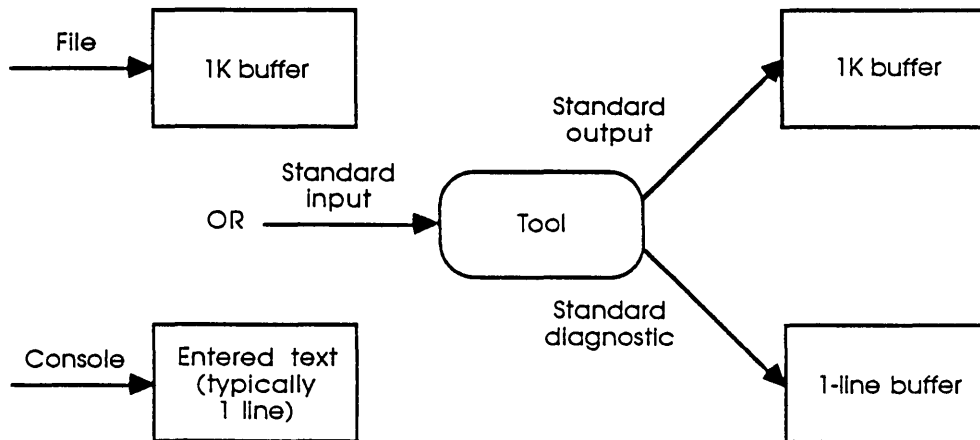 File
1K buffer
1K buffer
Standard
output
Standard
input
OR
Tool
Standard
diagnostic
Console
Entered text
(typically
1 line)
1-line buffer